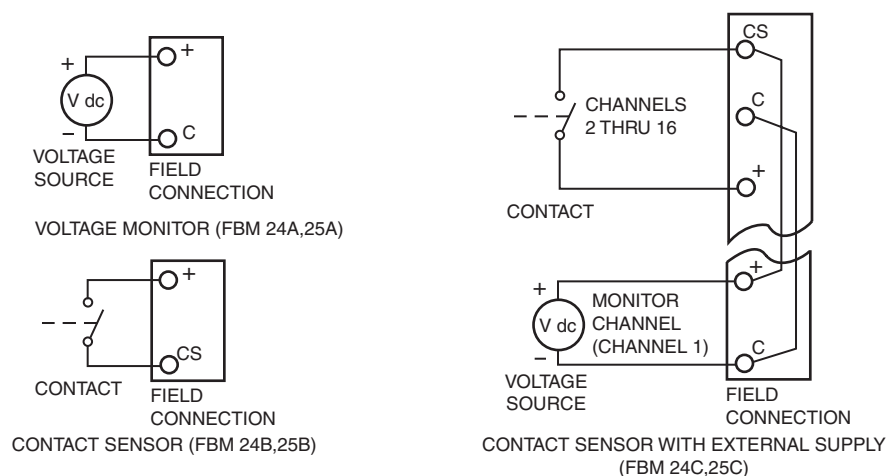 +
+
V dc
−
C
VOLTAGE
SOURCE
FIELD
CONNECTION
VOLTAGE MONITOR (FBM 24A,25A)
+
CS
CONTACT
FIELD
CONNECTION
CONTACT SENSOR (FBM 24B,25B)
CS
C
CHANNELS
2 THRU 16
+
CONTACT
+
+
MONITOR
CHANNEL
(CHANNEL 1)
V dc
−
C
VOLTAGE
SOURCE
FIELD
CONNECTION
CONTACT SENSOR WITH EXTERNAL SUPPLY
(FBM 24C,25C)